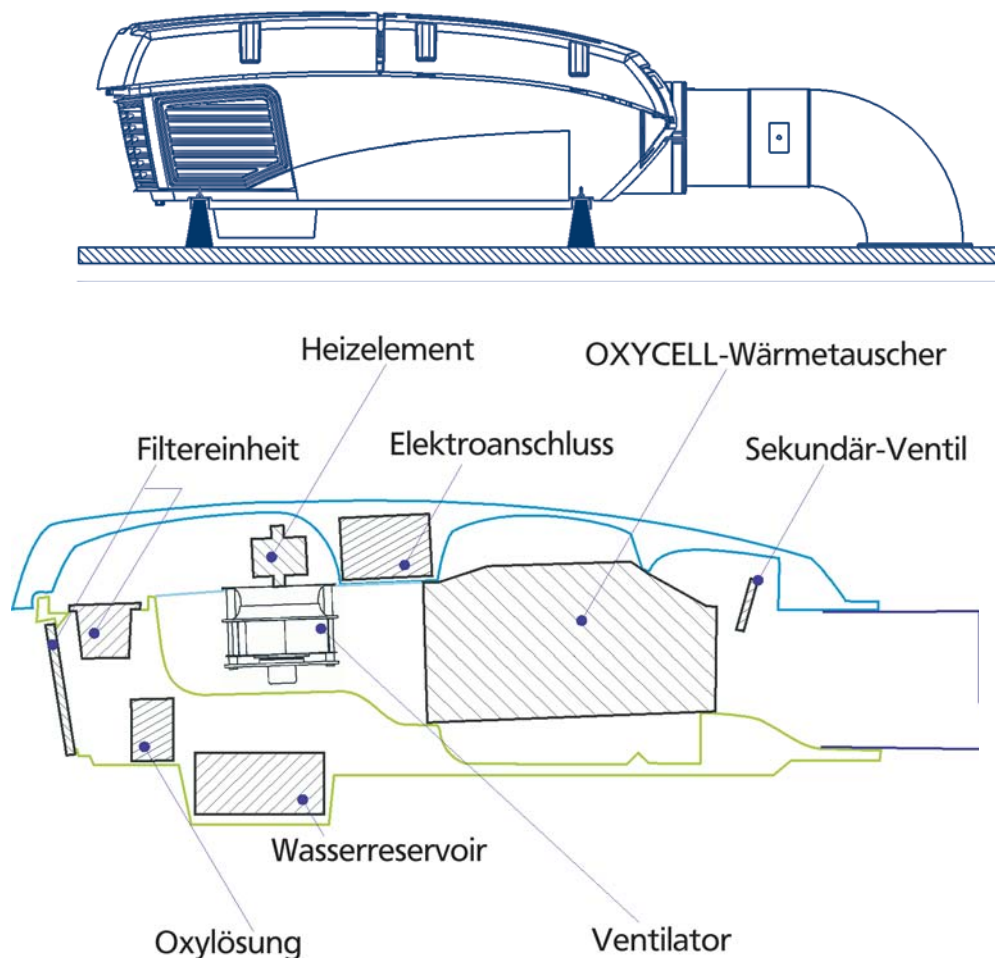 Heizelement
OXYCELL-Wärmetauscher
Filtereinheit
Elektroanschluss
Sekundär-Ventil
Wasserreservoir
Oxylösung
Ventilator